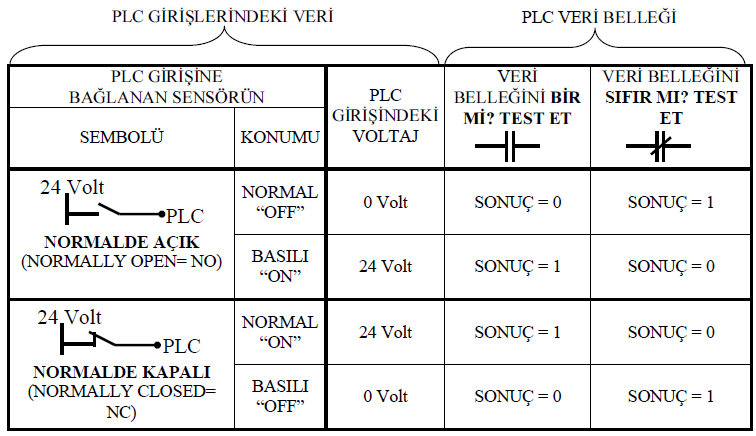 PLC GİRİŞLERİNDEKİ VERİ
PLC VERİ BELLEĞİ
PLC GİRİŞİNE
BAĞLANAN SENSÖRÜN
PLC
GİRİŞİNDEKİ
VOLTAJ
VERİ
BELLEĞİNİ BİR
Mİ? TEST ET
VERİ BELLEĞİNİ
SIFIR MI? TEST
ET
SEMBOLÜ
KONUMU
24 Volt
PLC
NORMALDE AÇIK
(NORMALLY OPEN= NO)
NORMAL
“OFF”
0 Volt
SONUÇ = 0
SONUÇ = 1
BASILI
“ON”
24 Volt
SONUÇ = 1
SONUÇ = 0
24 Volt
PLC
NORMALDE KAPALI
(NORMALLY CLOSED=
NC)
NORMAL
“ON”
24 Volt
SONUÇ = 1
SONUÇ = 0
BASILI
“OFF”
0 Volt
SONUÇ = 0
SONUÇ = 1